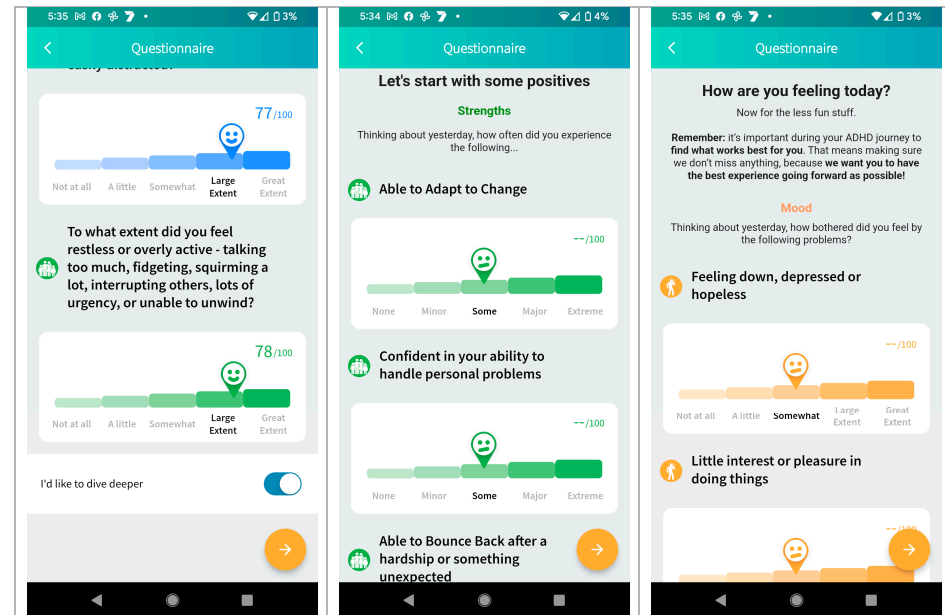 5:35 3%
Questionnaire
easily distracted?
77/100
Not at all A little Somewhat Large Extent Great Extent
To what extent did you feel
restless or overly active - talking
too much, fidgeting, squirming a
lot, interrupting others, lots of
urgency, or unable to unwind?
78/100
Not at all A little Somewhat Large Extent Great Extent
I'd like to dive deeper
5:34 4%
Questionnaire
Let's start with some positives
Strengths
Thinking about yesterday, how often did you experience
the following...
Able to Adapt to Change
--/100
None Minor Some Major Extreme
Confident in your ability to
handle personal problems
--/100
None Minor Some Major Extreme
Able to Bounce Back after a
hardship or something
unexpected
5:35 3%
Questionnaire
How are you feeling today?
Now for the less fun stuff.
Remember: it's important during your ADHD journey to
find what works best for you. That means making sure
we don't miss anything, because we want you to have
the best experience going forward as possible!
Mood
Thinking about yesterday, how bothered did you feel by
the following problems?
Feeling down, depressed or
hopeless
--/100
Not at all A little Somewhat Large Extent Great Extent
Little interest or pleasure in
doing things
--/100